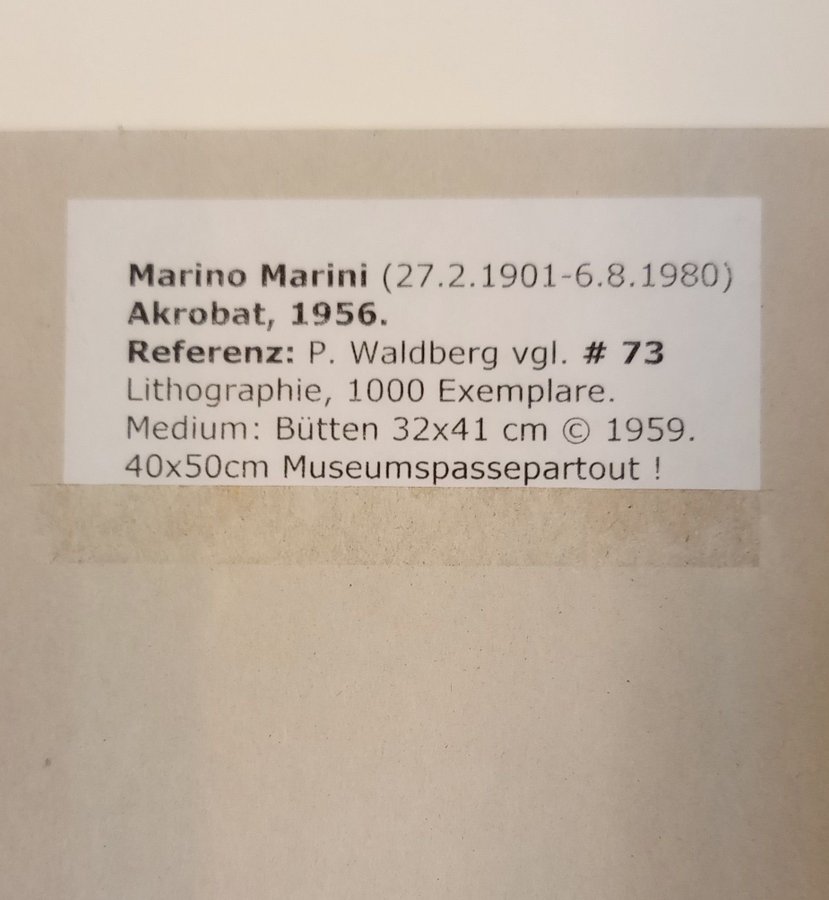 Marino Marini (27.2.1901-6.8.1980)
Akrobat, 1956.
Referenz: P. Waldberg vgl. # 73
Lithographie, 1000 Exemplare.
Medium: Bütten 32x41 cm © 1959.
40x50cm Museumspassepartout !